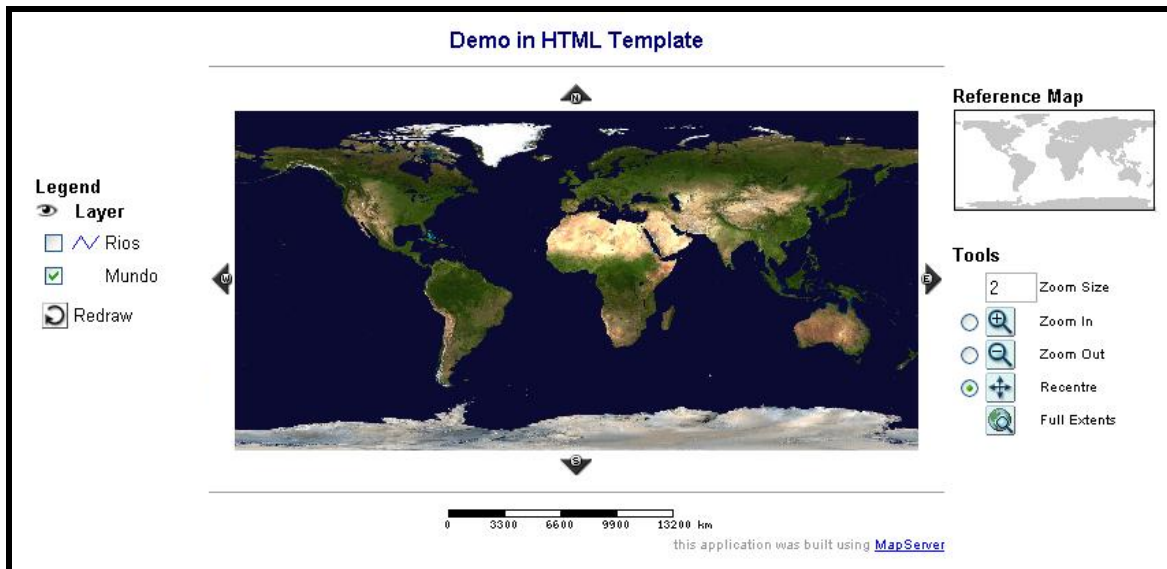 Demo in HTML Template
N
Legend
Layer
Rios
Mundo
Redraw
W
E
S
Reference Map
Tools
2 Zoom Size
Zoom In
Zoom Out
Recentre
Full Extents
0 3300 6600 9900 13200 km
this application was built using MapServer